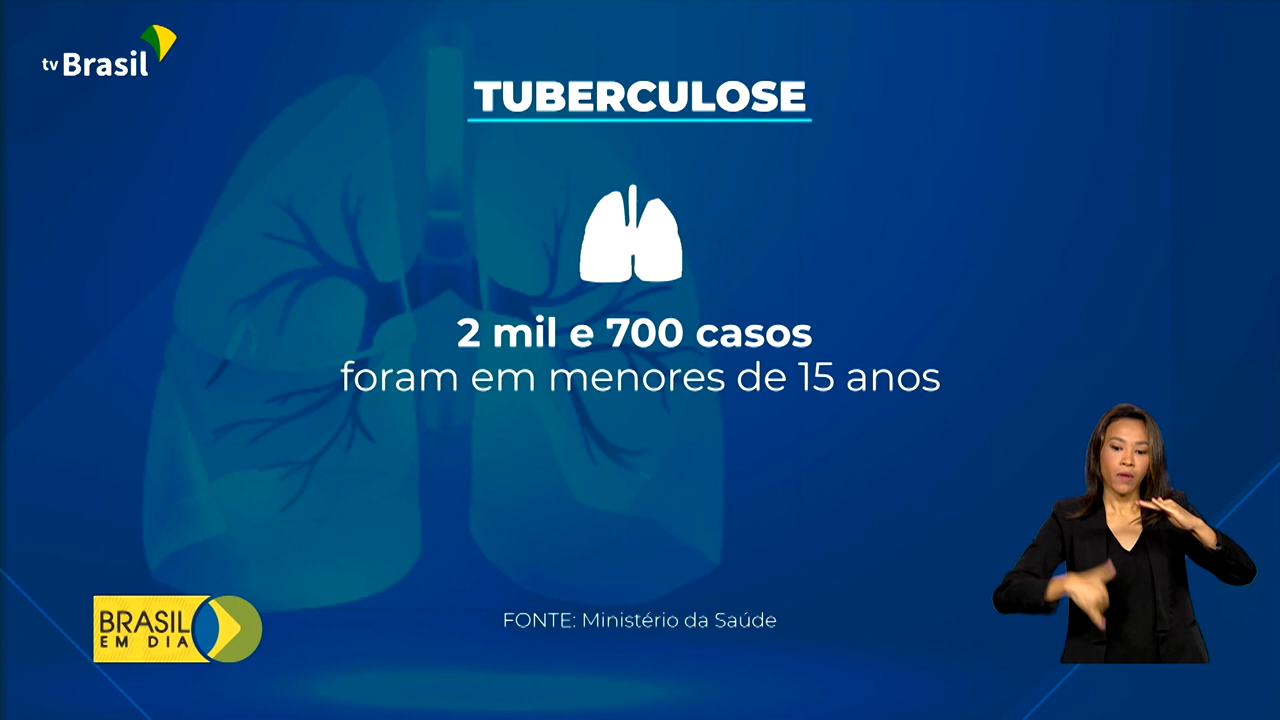 tv Brasil
TUBERCULOSE
2 mil e 700 casos
foram em menores de 15 anos
FONTE: Ministério da Saúde
BRASIL
EM DIA